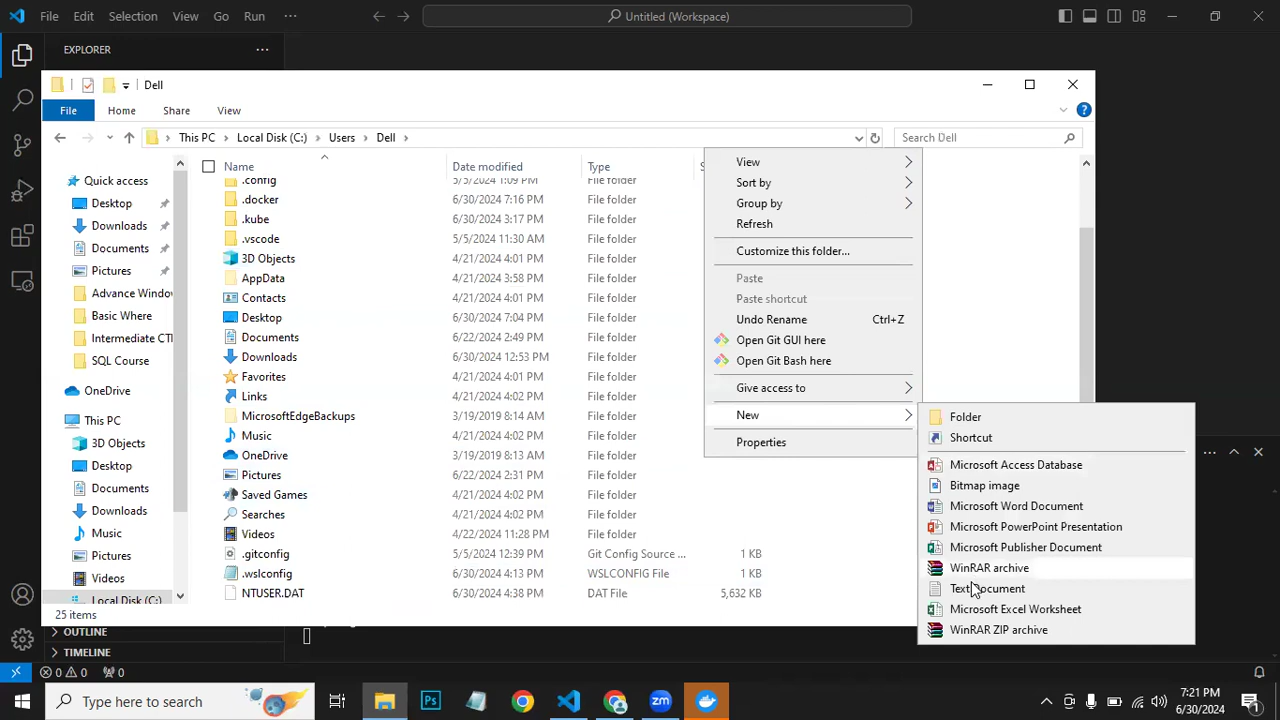 File Edit Selection View Go Run ··· Untitled (Workspace)
EXPLORER ···
Dell
File Home Share View
This PC > Local Disk (C:) > Users > Dell > Search Dell
Quick access
Desktop
Downloads
Documents
Pictures
Advance Windo
Basic Where
Intermediate CT
SQL Course
OneDrive
This PC
3D Objects
Desktop
Documents
Downloads
Music
Pictures
Videos
Local Disk (C:)
Name Date modified Type S
.config 5/5/2024 1:09 PM File folder
.docker 6/30/2024 7:16 PM File folder
.kube 6/30/2024 3:17 PM File folder
.vscode 5/5/2024 11:30 AM File folder
3D Objects 4/21/2024 4:01 PM File folder
AppData 4/21/2024 3:58 PM File folder
Contacts 4/21/2024 4:01 PM File folder
Desktop 6/30/2024 7:04 PM File folder
Documents 6/22/2024 2:49 PM File folder
Downloads 6/30/2024 12:53 PM File folder
Favorites 4/21/2024 4:01 PM File folder
Links 4/21/2024 4:02 PM File folder
MicrosoftEdgeBackups 3/19/2019 8:14 AM File folder
Music 4/21/2024 4:02 PM File folder
OneDrive 3/19/2019 8:13 AM File folder
Pictures 6/22/2024 2:31 PM File folder
Saved Games 4/21/2024 4:02 PM File folder
Searches 4/21/2024 4:02 PM File folder
Videos 4/22/2024 11:28 PM File folder
.gitconfig 5/5/2024 12:39 PM Git Config Source ... 1 KB
.wslconfig 6/30/2024 4:13 PM WSLCONFIG File 1 KB
NTUSER.DAT 6/30/2024 4:38 PM DAT File 5,632 KB
25 items
View
Sort by
Group by
Refresh
Customize this folder...
Paste
Paste shortcut
Undo Rename Ctrl+Z
Open Git GUI here
Open Git Bash here
Give access to
New
Properties
Folder
Shortcut
Microsoft Access Database
Bitmap image
Microsoft Word Document
Microsoft PowerPoint Presentation
Microsoft Publisher Document
WinRAR archive
Text Document
Microsoft Excel Worksheet
WinRAR ZIP archive
OUTLINE
TIMELINE
0 0 0
Type here to search
7:21 PM
6/30/2024